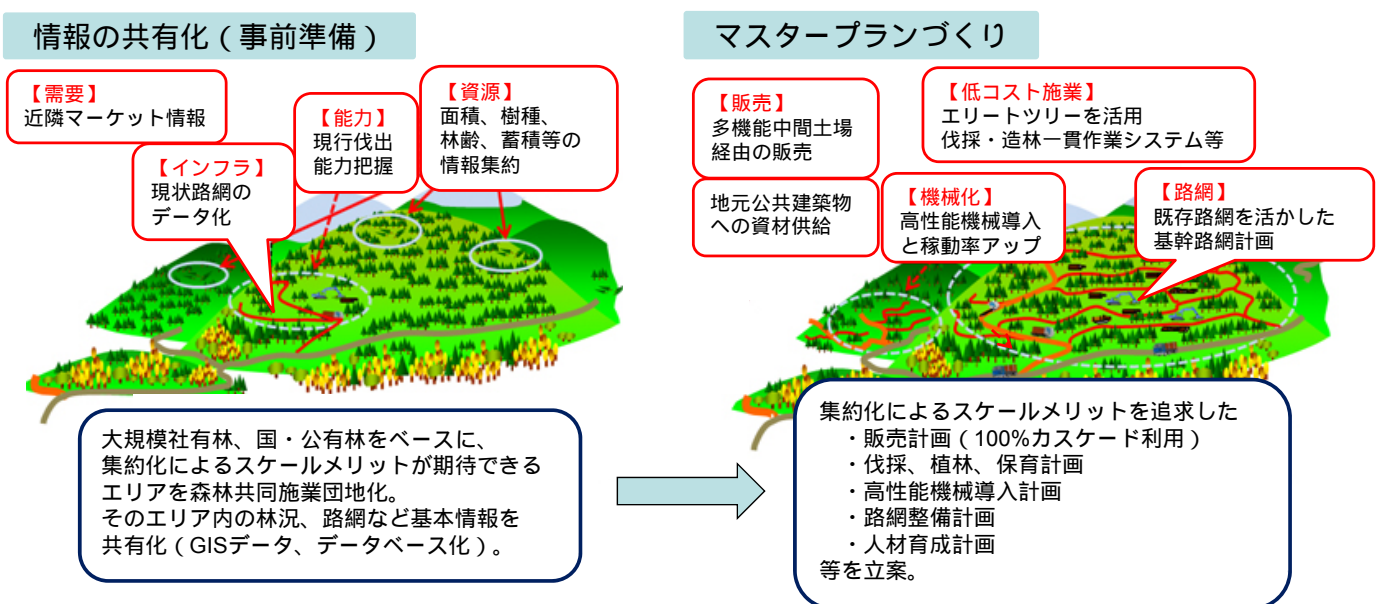 情報の共有化（事前準備）
【需要】
近隣マーケット情報
【インフラ】
現状路網の
データ化
【能力】
現行伐出
能力把握
【資源】
面積、樹種、
林齢、蓄積等の
情報集約
大規模社有林、国・公有林をベースに、
集約化によるスケールメリットが期待できる
エリアを森林共同施業団地化。
そのエリア内の林況、路網など基本情報を
共有化（GISデータ、データベース化）。
マスタープランづくり
【販売】
多機能中間土場
経由の販売
地元公共建築物
への資材供給
【低コスト施業】
エリートツリーを活用
伐採・造林一貫作業システム等
【機械化】
高性能機械導入
と稼動率アップ
【路網】
既存路網を活かした
基幹路網計画
集約化によるスケールメリットを追求した
・販売計画（100%カスケード利用）
・伐採、植林、保育計画
・高性能機械導入計画
・路網整備計画
・人材育成計画
等を立案。